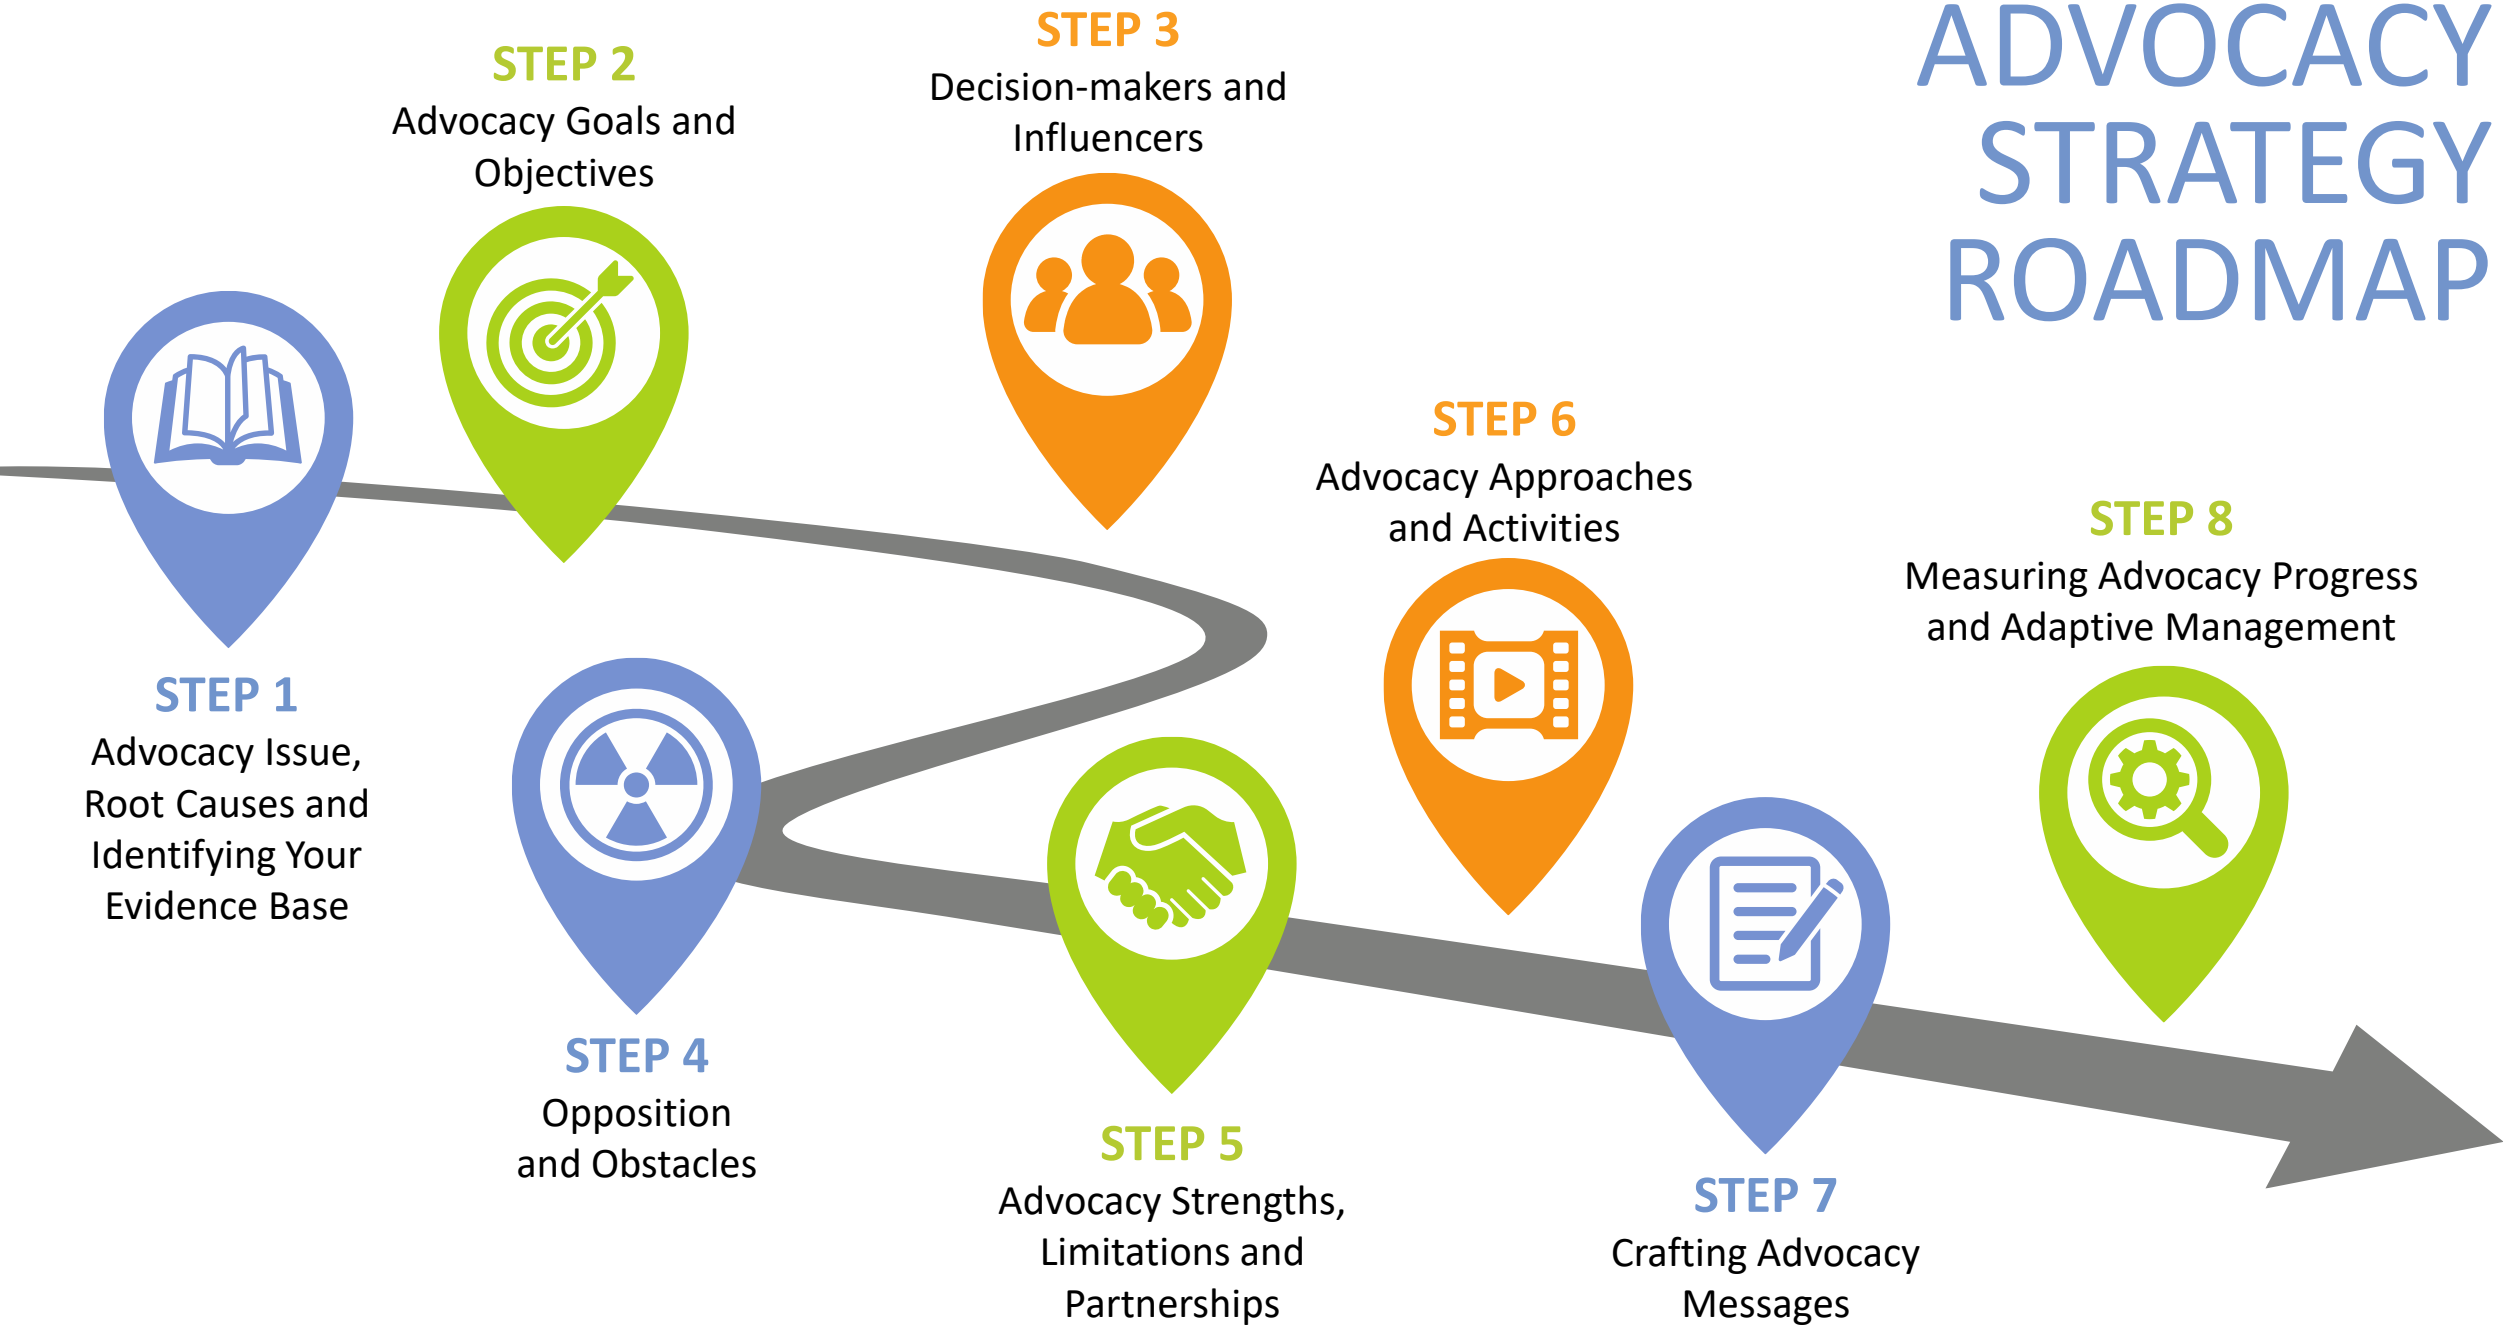 ADVOCACY
STRATEGY
ROADMAP
STEP 1
Advocacy Issue,
Root Causes and
Identifying Your
Evidence Base
STEP 2
Advocacy Goals and
Objectives
STEP 3
Decision-makers and
Influencers
STEP 4
Opposition
and Obstacles
STEP 5
Advocacy Strengths,
Limitations and
Partnerships
STEP 6
Advocacy Approaches
and Activities
STEP 7
Crafting Advocacy
Messages
STEP 8
Measuring Advocacy Progress
and Adaptive Management